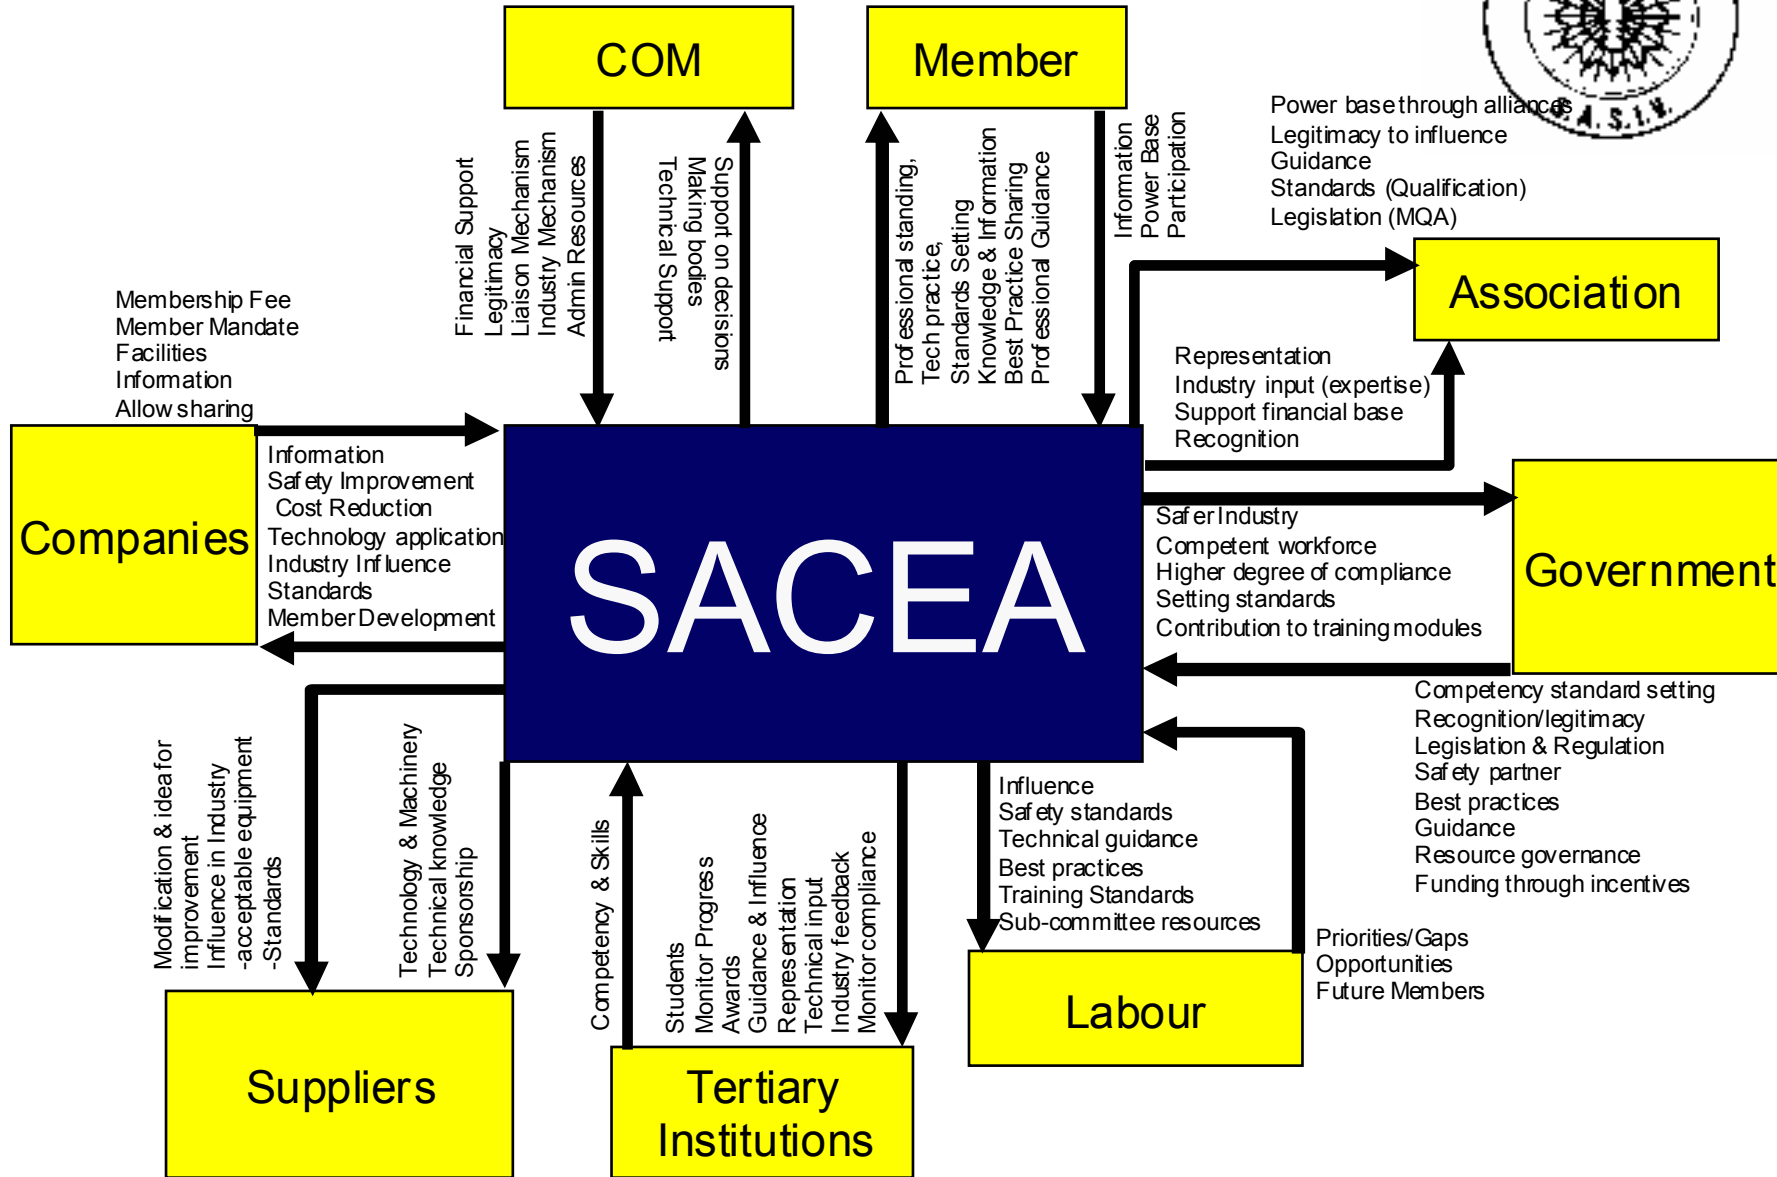 COM
Member
S.A.S.I.V.
Power base through alliances
Legitimacy to influence
Guidance
Standards (Qualification)
Legislation (MQA)
Association
Financial Support
Legitimacy
Liaison Mechanism
Industry Mechanism
Admin Resources
Support on decisions
Making bodies
Technical Support
Professional standing,
Tech practice,
Standards Setting
Knowledge & Information
Best Practice Sharing
Professional Guidance
Information
Power Base
Participation
Representation
Industry input (expertise)
Support financial base
Recognition
Membership Fee
Member Mandate
Facilities
Information
Allow sharing
Companies
Information
Safety Improvement
Cost Reduction
Technology application
Industry Influence
Standards
Member Development
SACEA
Safer Industry
Competent workforce
Higher degree of compliance
Setting standards
Contribution to training modules
Government
Competency standard setting
Recognition/legitimacy
Legislation & Regulation
Safety partner
Best practices
Guidance
Resource governance
Funding through incentives
Modification & idea for
improvement
Influence in Industry
-acceptable equipment
-Standards
Technology & Machinery
Technical knowledge
Sponsorship
Suppliers
Competency & Skills
Students
Monitor Progress
Awards
Guidance & Influence
Representation
Technical input
Industry feedback
Monitor compliance
Tertiary
Institutions
Influence
Safety standards
Technical guidance
Best practices
Training Standards
Sub-committee resources
Labour
Priorities/Gaps
Opportunities
Future Members